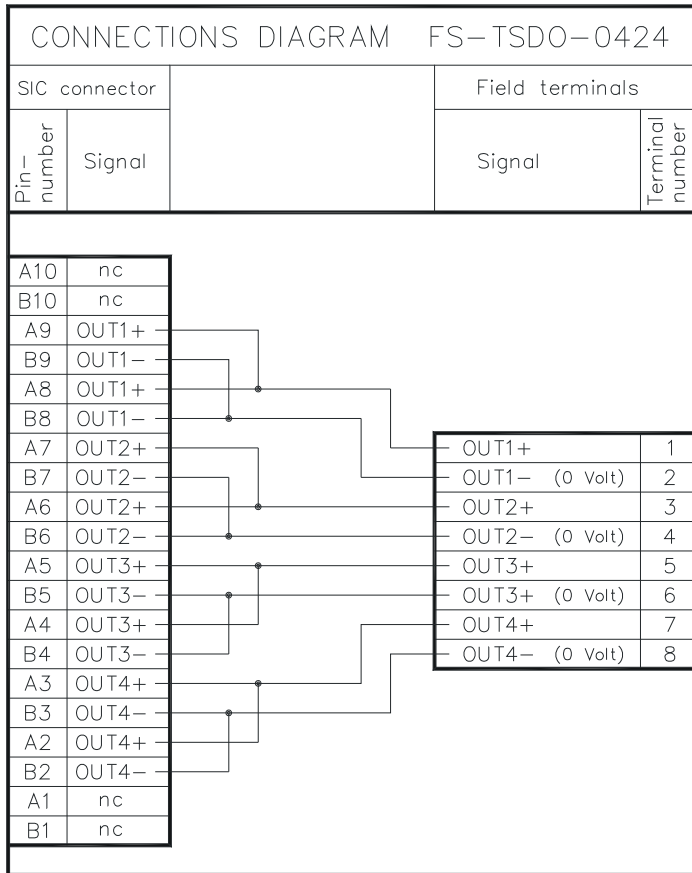 CONNECTIONS DIAGRAM FS-TSDO-0424
SIC connector
Field terminals
Pin-
number
Signal
Signal
Terminal
number
A10 nc
B10 nc
A9 OUT1+
B9 OUT1-
A8 OUT1+
B8 OUT1-
A7 OUT2+
B7 OUT2-
A6 OUT2+
B6 OUT2-
A5 OUT3+
B5 OUT3-
A4 OUT3+
B4 OUT3-
A3 OUT4+
B3 OUT4-
A2 OUT4+
B2 OUT4-
A1 nc
B1 nc
OUT1+ 1
OUT1- (0 Volt) 2
OUT2+ 3
OUT2- (0 Volt) 4
OUT3+ 5
OUT3+ (0 Volt) 6
OUT4+ 7
OUT4- (0 Volt) 8